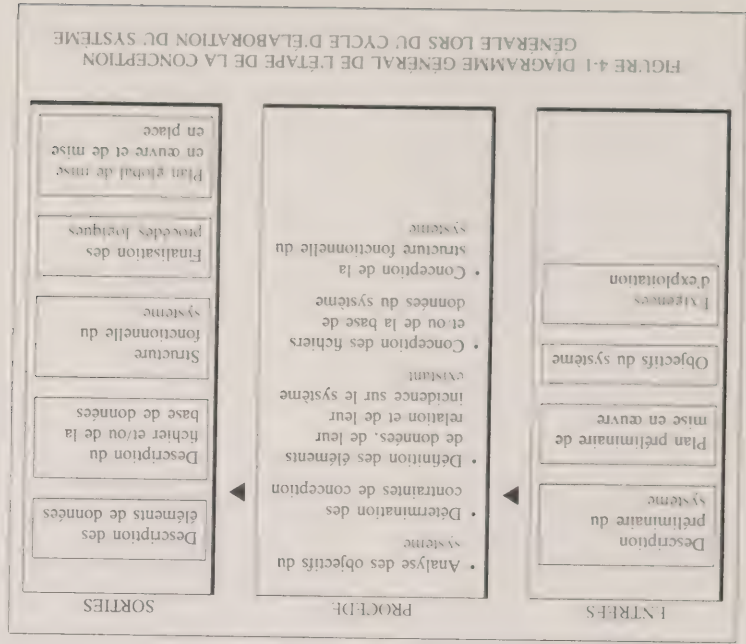 ENTRÉES
Description
préliminaire du
système
Plan préliminaire de
mise en œuvre
Objectifs du système
Exigences
d'exploitation
PROCÉDÉ
• Analyse des objectifs du
système
• Détermination des
contraintes de conception
• Définition des éléments
de données, de leur
relation et de leur
incidence sur le système
existant
• Conception des fichiers
et ou de la base de
données du système
• Conception de la
structure fonctionnelle du
système
SORTIES
Description des
éléments de données
Description du
fichier et/ou de la
base de données
Structure
fonctionnelle du
système
Finalisation des
procédés logiques
Plan global de mise
en œuvre et de mise
en place
FIGURE 4-1 DIAGRAMME GÉNÉRAL DE L'ÉTAPE DE LA CONCEPTION
GÉNÉRALE LORS DU CYCLE D'ÉLABORATION DU SYSTÈME